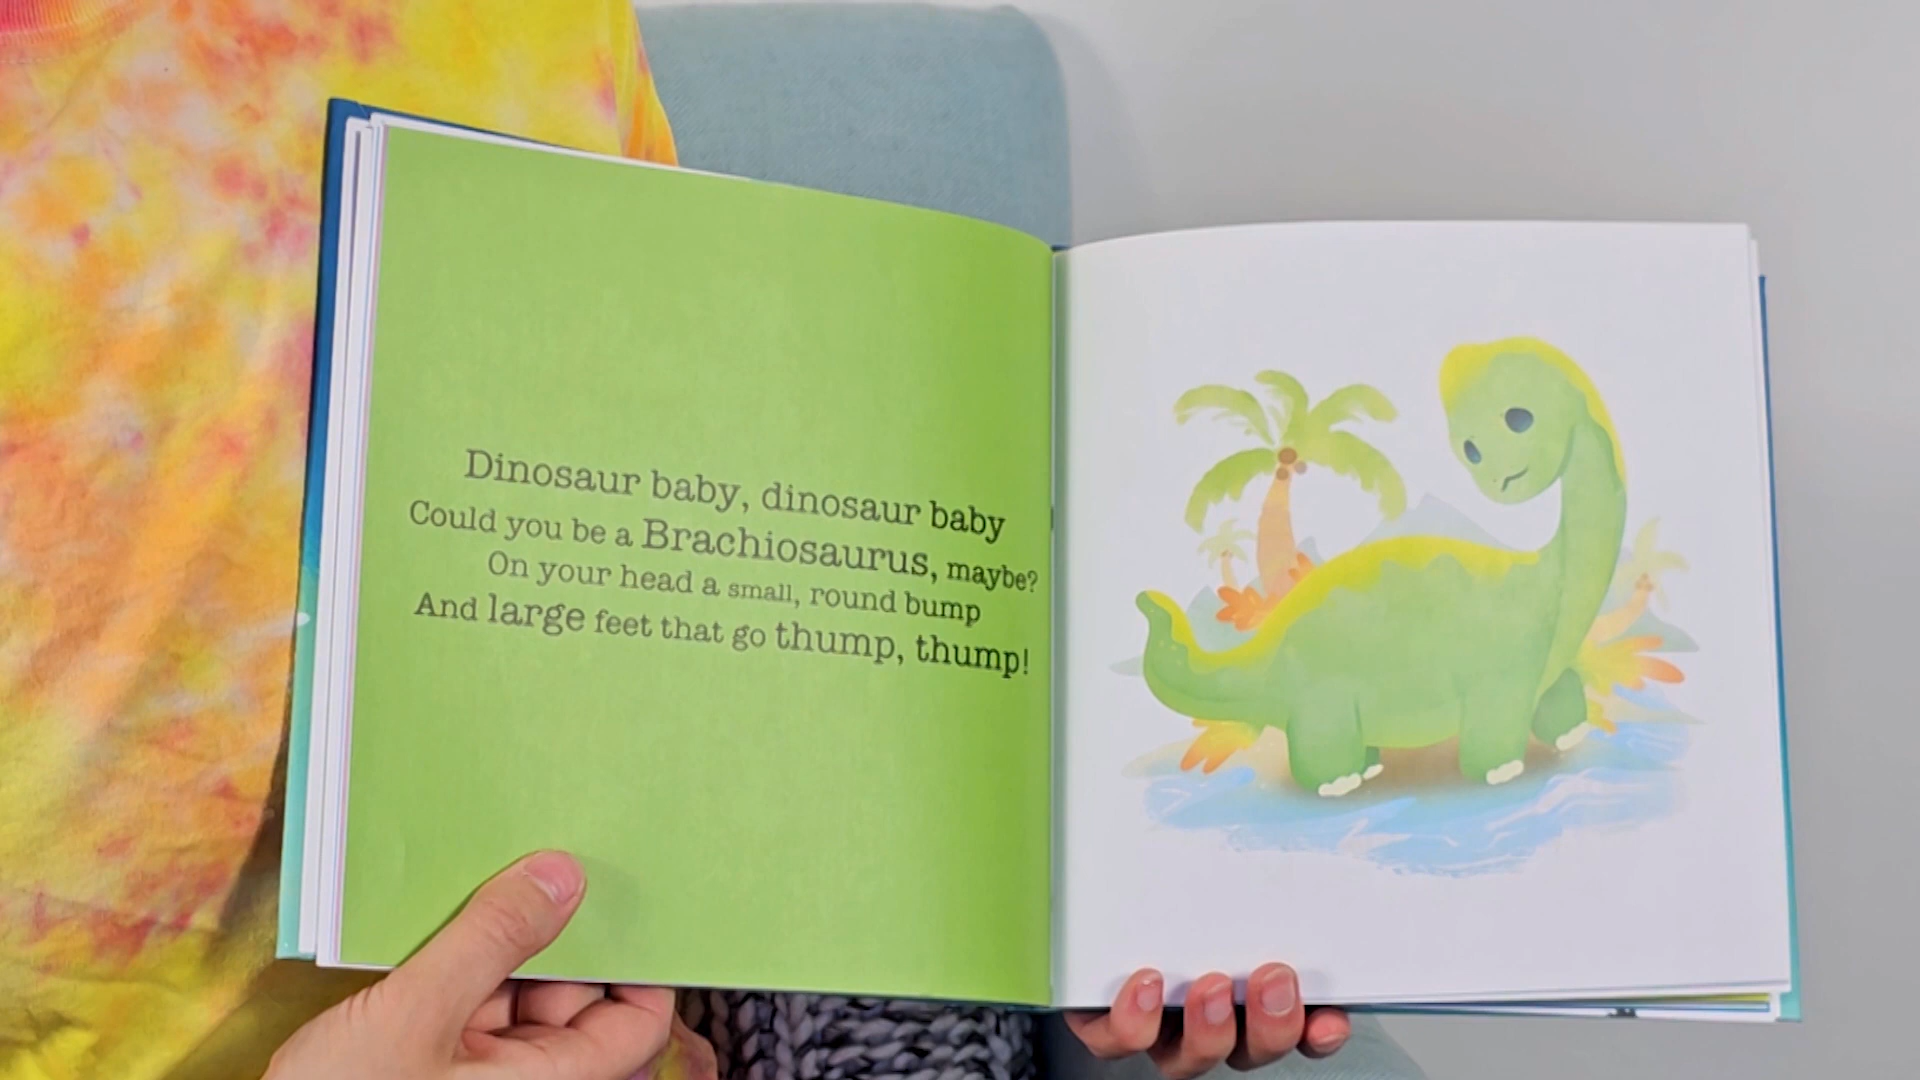 Dinosaur baby, dinosaur baby
Could you be a Brachiosaurus, maybe?
On your head a small, round bump
And large feet that go thump, thump!